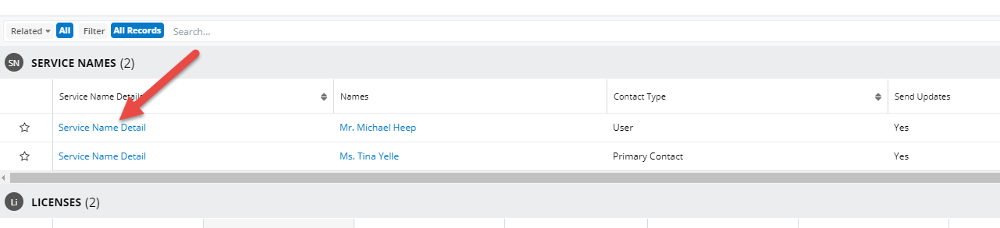 Related All Filter All Records Search...
SN SERVICE NAMES (2)
Service Name Details Names Contact Type Send Updates
Service Name Detail Mr. Michael Heep User Yes
Service Name Detail Ms. Tina Yelle Primary Contact Yes
Li LICENSES (2)